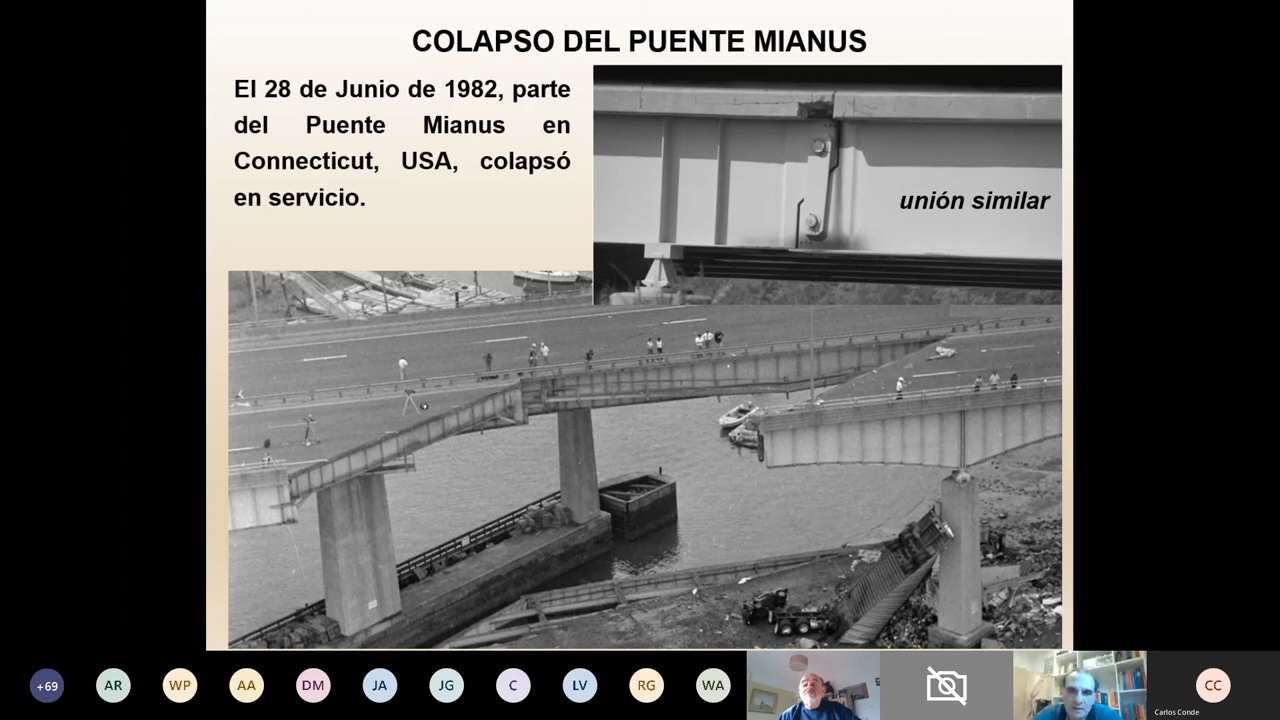 COLAPSO DEL PUENTE MIANUS
El 28 de Junio de 1982, parte
del Puente Mianus en
Connecticut, USA, colapsó
en servicio.
unión similar
+69
AR
WP
AA
DM
JA
JG
C
LV
RG
WA
CC
Carlos Conde